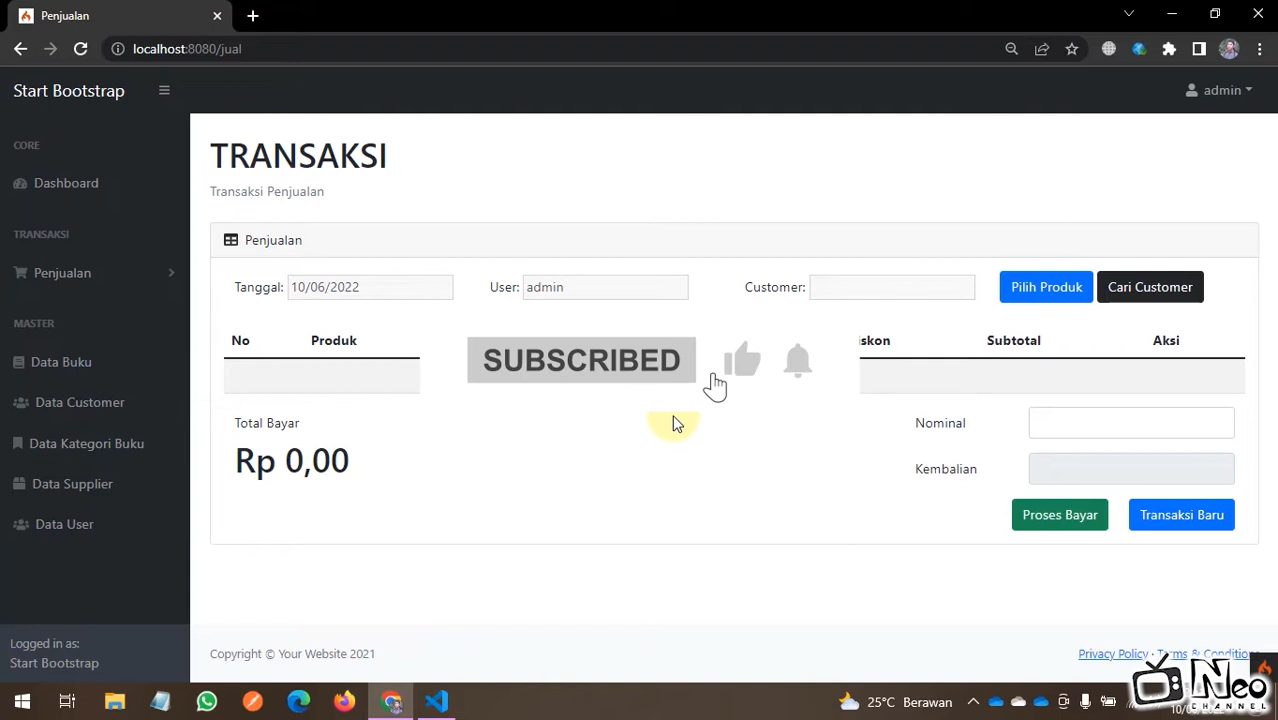 Penjualan
localhost:8080/jual
Start Bootstrap
admin
CORE
Dashboard
TRANSAKSI
Penjualan
MASTER
Data Buku
Data Customer
Data Kategori Buku
Data Supplier
Data User
Logged in as:
Start Bootstrap
TRANSAKSI
Transaksi Penjualan
Penjualan
Tanggal: 10/06/2022 User: admin Customer: Pilih Produk Cari Customer
No Produk Subtotal Aksi
SUBSCRIBED
Total Bayar
Rp 0,00
Nominal
Kembalian
Proses Bayar Transaksi Baru
Copyright © Your Website 2021
Privacy Policy · Terms & Conditions
25°C Berawan
Neo
CHANNEL